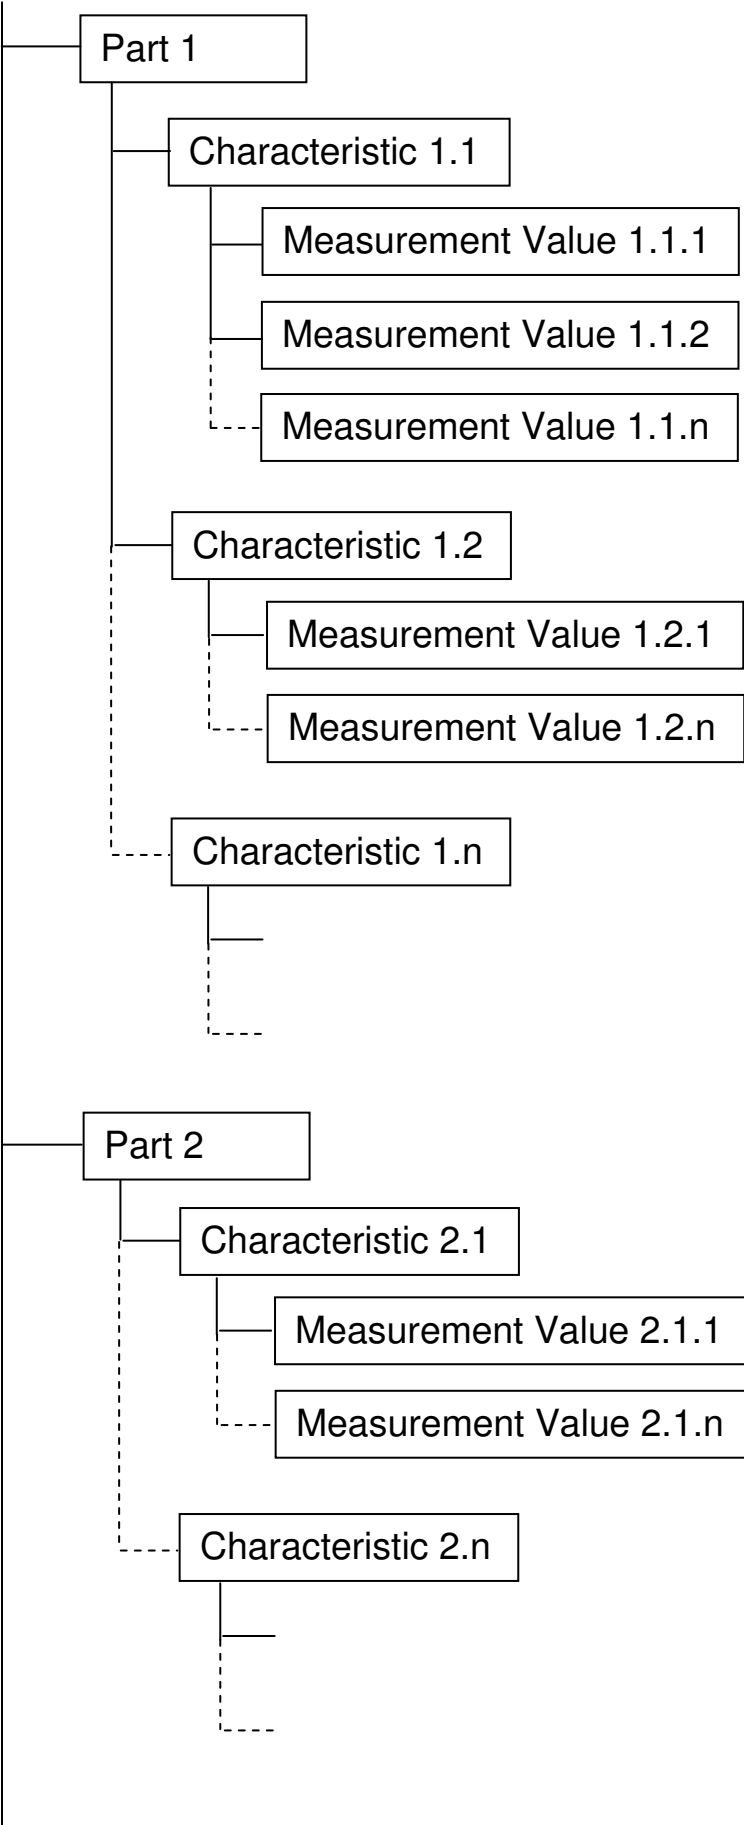 Part 1
Characteristic 1.1
Measurement Value 1.1.1
Measurement Value 1.1.2
Measurement Value 1.1.n
Characteristic 1.2
Measurement Value 1.2.1
Measurement Value 1.2.n
Characteristic 1.n
Part 2
Characteristic 2.1
Measurement Value 2.1.1
Measurement Value 2.1.n
Characteristic 2.n